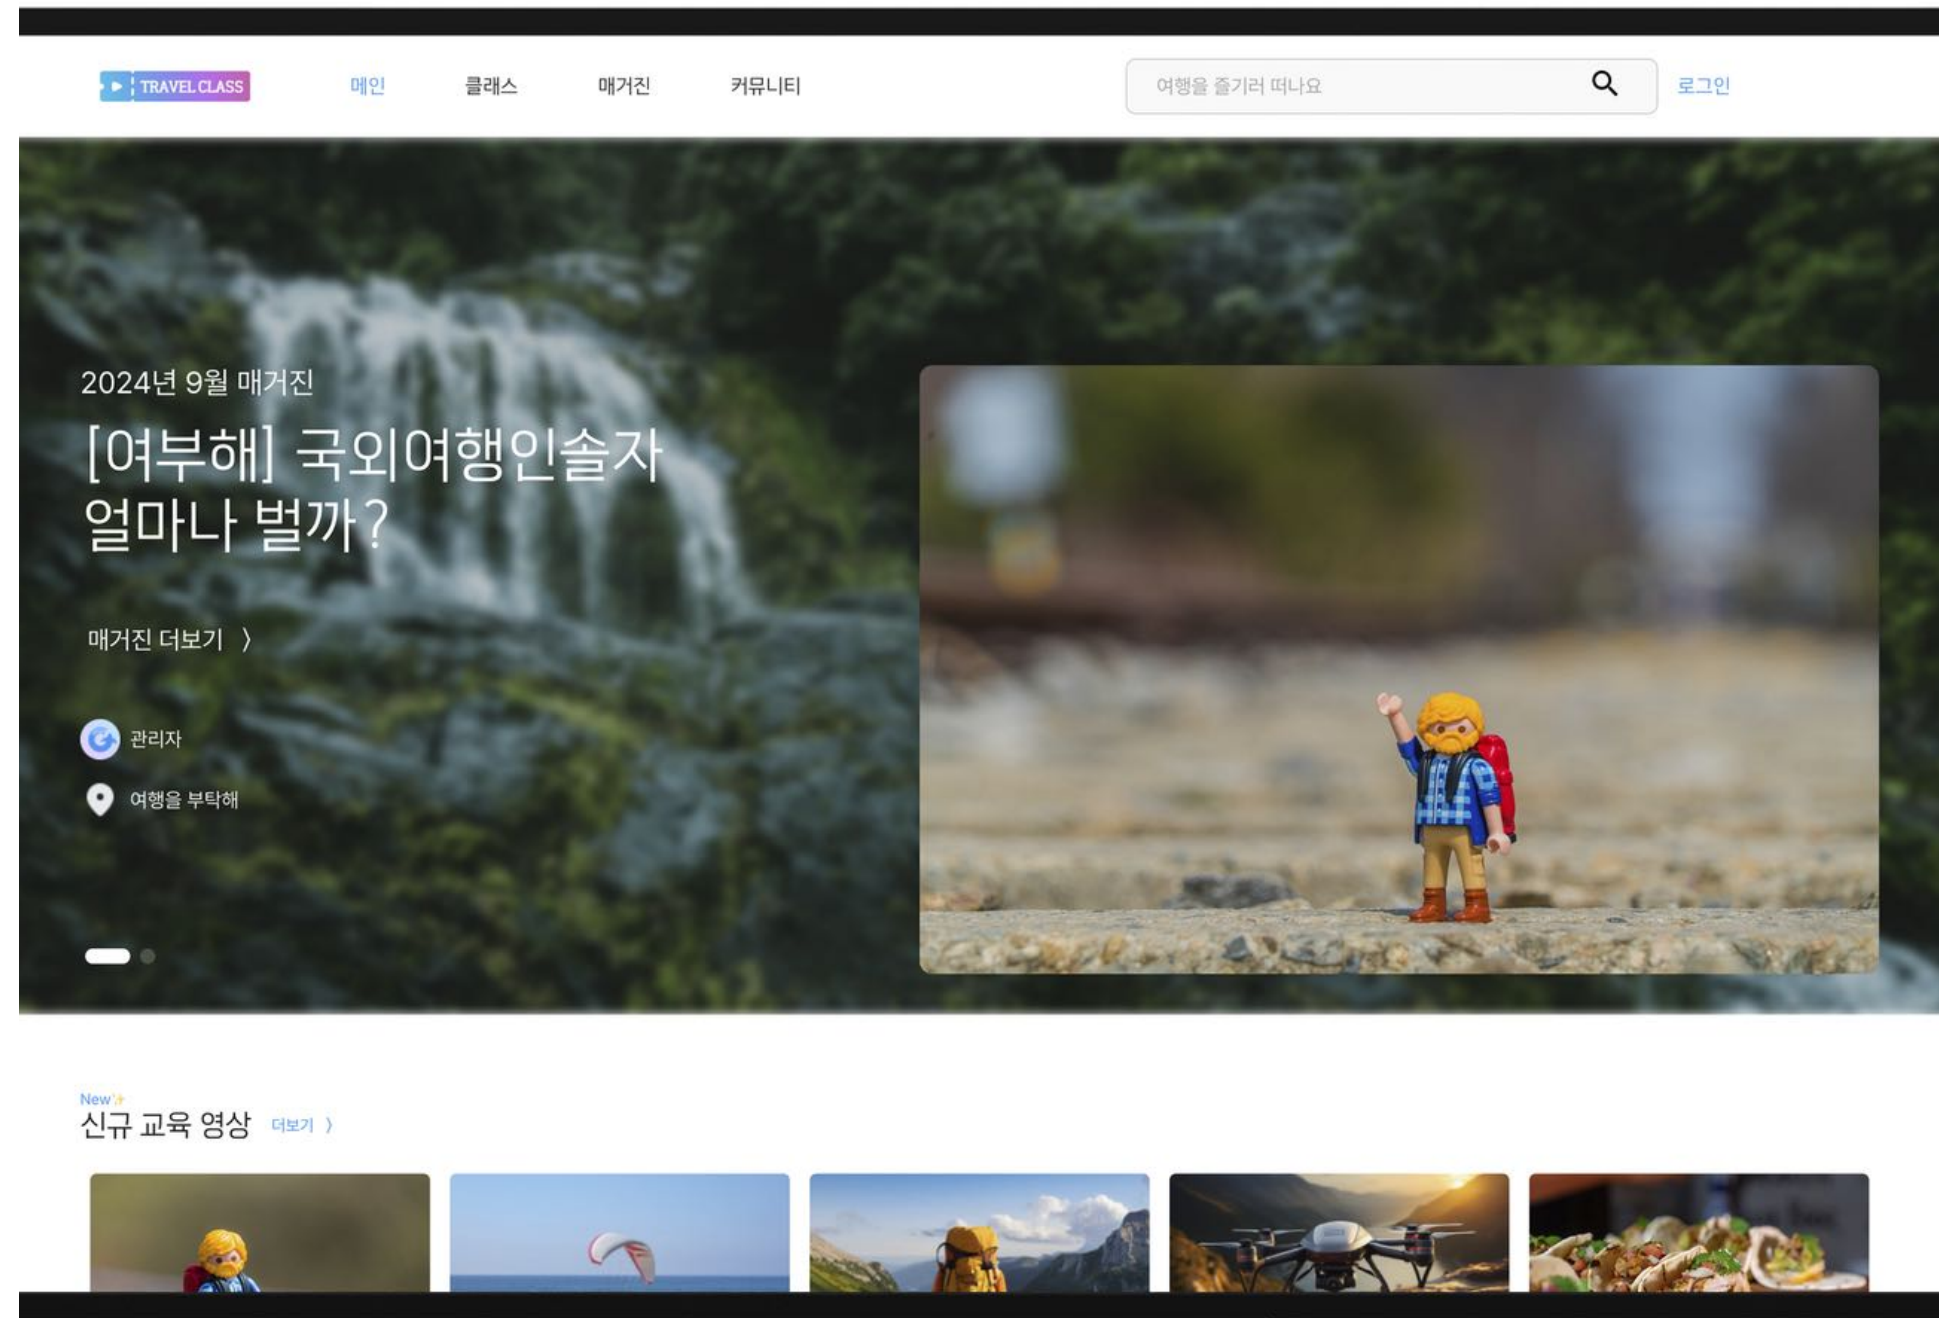 TRAVEL CLASS
메인
클래스
매거진
커뮤니티
여행을 즐기러 떠나요
로그인
2024년 9월 매거진
[여부해] 국외여행인솔자
얼마나 벌까?
매거진 더보기 〉
관리자
여행을 부탁해
New✨
신규 교육 영상 더보기 〉